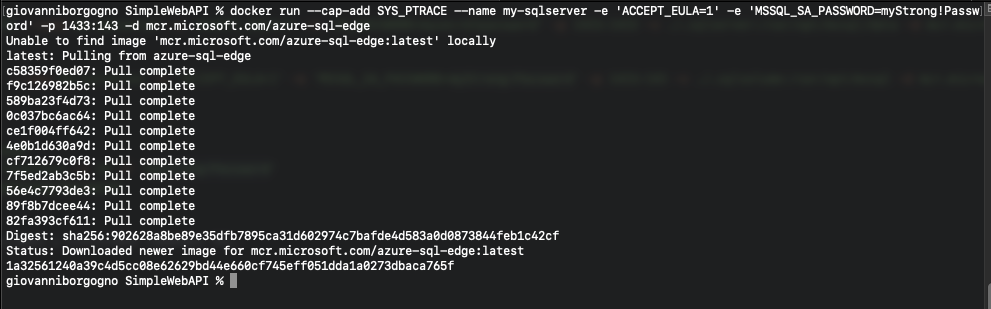 giovanniborgogno SimpleWebAPI % docker run --cap-add SYS_PTRACE --name my-sqlserver -e 'ACCEPT_EULA=1' -e 'MSSQL_SA_PASSWORD=myStrong!Passw
ord' -p 1433:143 -d mcr.microsoft.com/azure-sql-edge
Unable to find image 'mcr.microsoft.com/azure-sql-edge:latest' locally
latest: Pulling from azure-sql-edge
c58359f0ed07: Pull complete
f9c126982b5c: Pull complete
589ba23f4d73: Pull complete
0c037bc6ac64: Pull complete
ce1f004ff642: Pull complete
4e0b1d630a9d: Pull complete
cf712679c0f8: Pull complete
7f5ed2ab3c5b: Pull complete
56e4c7793de3: Pull complete
89f8b7dcee44: Pull complete
82fa393cf611: Pull complete
Digest: sha256:902628a8be89e35dfb7895ca31d602974c7bafde4d583a0d0873844feb1c42cf
Status: Downloaded newer image for mcr.microsoft.com/azure-sql-edge:latest
1a32561240a39c4d5cc08e62629bd44e660cf745eff051dda1a0273dbaca765f
giovanniborgogno SimpleWebAPI %